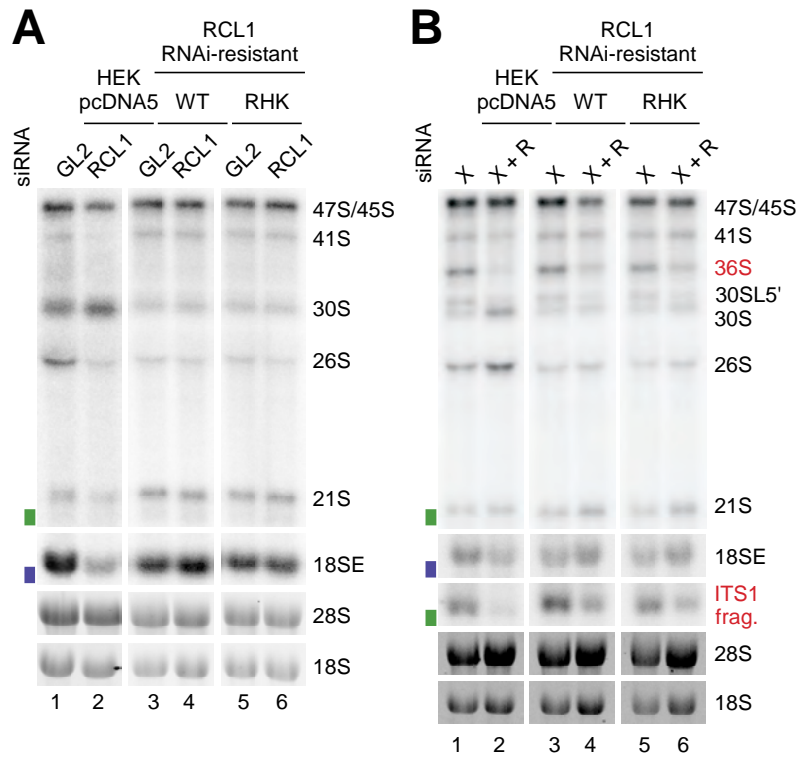 A
RCL1
RNAi-resistant
HEK
pcDNA5
WT
RHK
siRNA
GL2
RCL1
GL2
RCL1
GL2
RCL1
47S/45S
41S
30S
26S
21S
18SE
28S
18S
1 2 3 4 5 6
B
RCL1
RNAi-resistant
HEK
pcDNA5
WT
RHK
siRNA
X
X + R
X
X + R
X
X + R
47S/45S
41S
36S
30SL5'
30S
26S
21S
18SE
ITS1
frag.
28S
18S
1 2 3 4 5 6